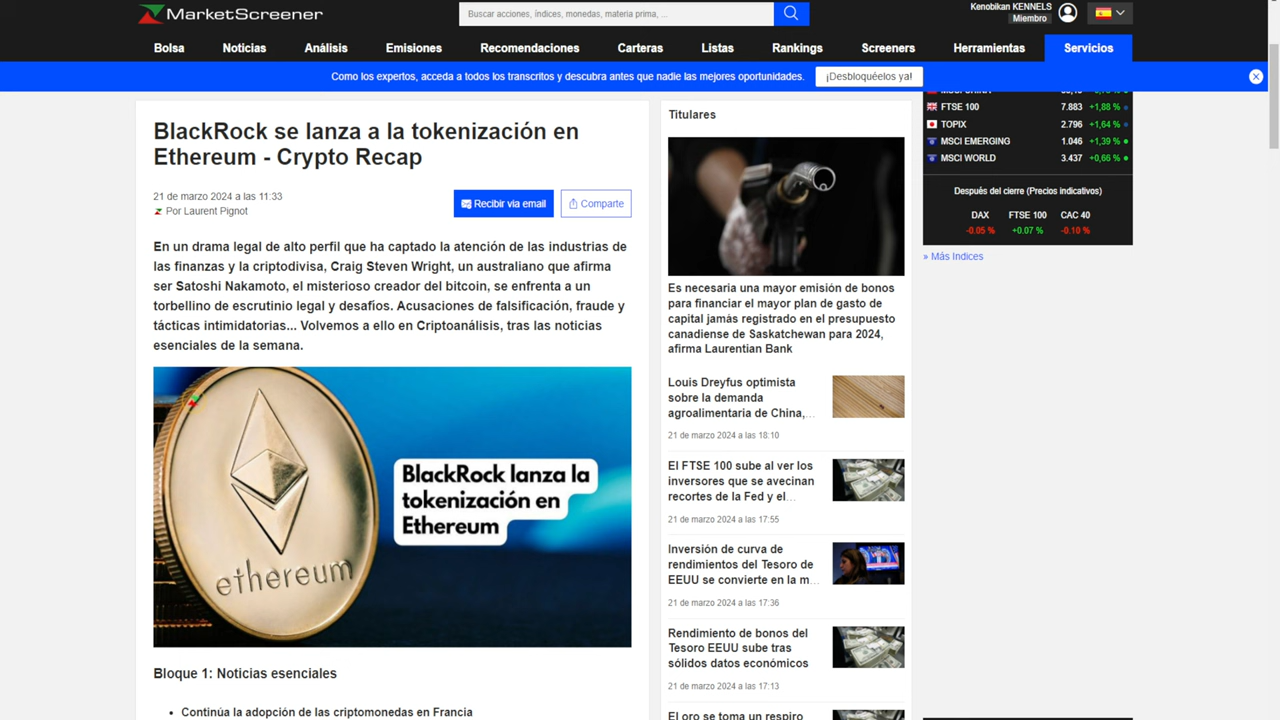 MarketScreener
Buscar acciones, índices, monedas, materia prima, ...
Kenobikan KENNELS
Miembro
Bolsa
Noticias
Análisis
Emisiones
Recomendaciones
Carteras
Listas
Rankings
Screeners
Herramientas
Servicios
Como los expertos, acceda a todos los transcritos y descubra antes que nadie las mejores oportunidades.
¡Desbloquéelos ya!
BlackRock se lanza a la tokenización en
Ethereum - Crypto Recap
21 de marzo 2024 a las 11:33
Por Laurent Pignot
Recibir via email
Comparte
En un drama legal de alto perfil que ha captado la atención de las industrias de
las finanzas y la criptodivisa, Craig Steven Wright, un australiano que afirma
ser Satoshi Nakamoto, el misterioso creador del bitcoin, se enfrenta a un
torbellino de escrutinio legal y desafíos. Acusaciones de falsificación, fraude y
tácticas intimidatorias... Volvemos a ello en Criptoanálisis, tras las noticias
esenciales de la semana.
ethereum
BlackRock lanza la
tokenización en
Ethereum
Bloque 1: Noticias esenciales
• Continúa la adopción de las criptomonedas en Francia
Titulares
Es necesaria una mayor emisión de bonos
para financiar el mayor plan de gasto de
capital jamás registrado en el presupuesto
canadiense de Saskatchewan para 2024,
afirma Laurentian Bank
Louis Dreyfus optimista
sobre la demanda
agroalimentaria de China,...
21 de marzo 2024 a las 18:10
El FTSE 100 sube al ver los
inversores que se avecinan
recortes de la Fed y el...
21 de marzo 2024 a las 17:55
Inversión de curva de
rendimientos del Tesoro de
EEUU se convierte en la m...
21 de marzo 2024 a las 17:36
Rendimiento de bonos del
Tesoro EEUU sube tras
sólidos datos económicos
21 de marzo 2024 a las 17:13
El oro se toma un respiro
FTSE 100 7.883 +1,88 %
TOPIX 2.796 +1,64 %
MSCI EMERGING 1.046 +1,39 %
MSCI WORLD 3.437 +0,66 %
Después del cierre (Precios indicativos)
DAX FTSE 100 CAC 40
-0.05 % +0.07 % -0.10 %
» Más Indices